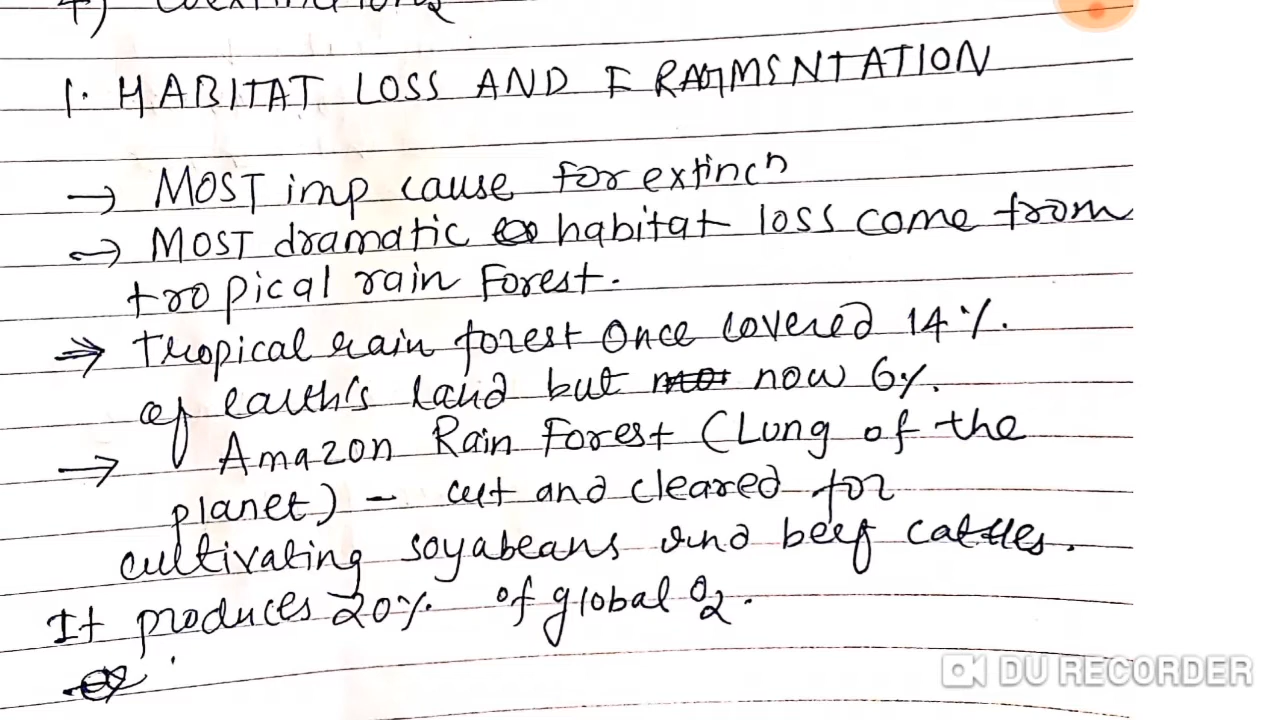 4) Coextinctions
1. HABITAT LOSS AND FRAGMENTATION
→ MOST imp cause for extincn
→ MOST dramatic habitat loss come from
tropical rain Forest.
⇒ Tropical rain forest once covered 14%.
of earth's land but now 6%.
→ Amazon Rain Forest (Lung of the
planet) - cut and cleared for
cultivating soyabeans and beef cattles.
It produces 20% of global O2.
DU RECORDER